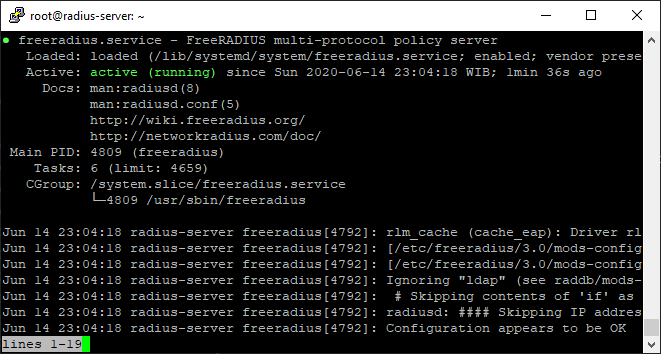 root@radius-server: ~
● freeradius.service - FreeRADIUS multi-protocol policy server
Loaded: loaded (/lib/systemd/system/freeradius.service; enabled; vendor prese
Active: active (running) since Sun 2020-06-14 23:04:18 WIB; 1min 36s ago
Docs: man:radiusd(8)
man:radiusd.conf(5)
http://wiki.freeradius.org/
http://networkradius.com/doc/
Main PID: 4809 (freeradius)
Tasks: 6 (limit: 4659)
CGroup: /system.slice/freeradius.service
└─4809 /usr/sbin/freeradius
Jun 14 23:04:18 radius-server freeradius[4792]: rlm_cache (cache_eap): Driver rl
Jun 14 23:04:18 radius-server freeradius[4792]: [/etc/freeradius/3.0/mods-config
Jun 14 23:04:18 radius-server freeradius[4792]: [/etc/freeradius/3.0/mods-config
Jun 14 23:04:18 radius-server freeradius[4792]: Ignoring "ldap" (see raddb/mods-
Jun 14 23:04:18 radius-server freeradius[4792]:  # Skipping contents of 'if' as
Jun 14 23:04:18 radius-server freeradius[4792]: radiusd: #### Skipping IP addres
Jun 14 23:04:18 radius-server freeradius[4792]: Configuration appears to be OK
lines 1-19